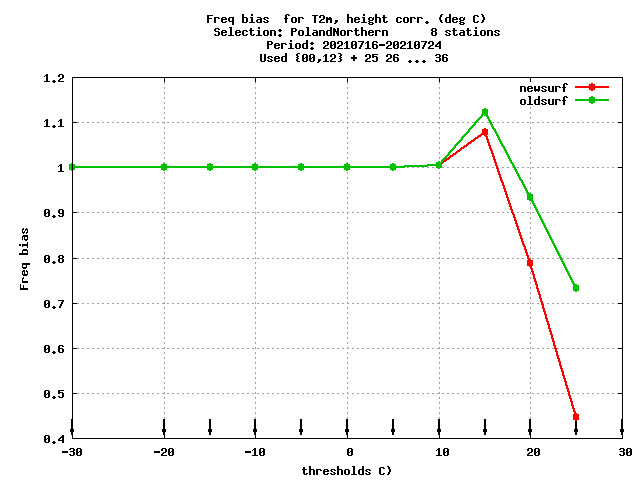 Freq bias  for T2m, height corr. (deg C)
Selection: PolandNorthern      8 stations
Period: 20210716-20210724
Used {00,12} + 25 26 ... 36
newsurf
oldsurf
1.2
1.1
1
0.9
0.8
0.7
0.6
0.5
0.4
Freq bias
-30
-20
-10
0
10
20
30
thresholds C)